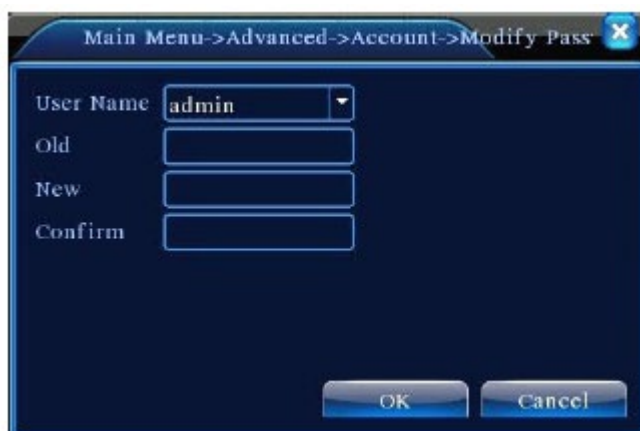 Main Menu->Advanced->Account->Modify Pass
User Name admin
Old
New
Confirm
OK Cancel